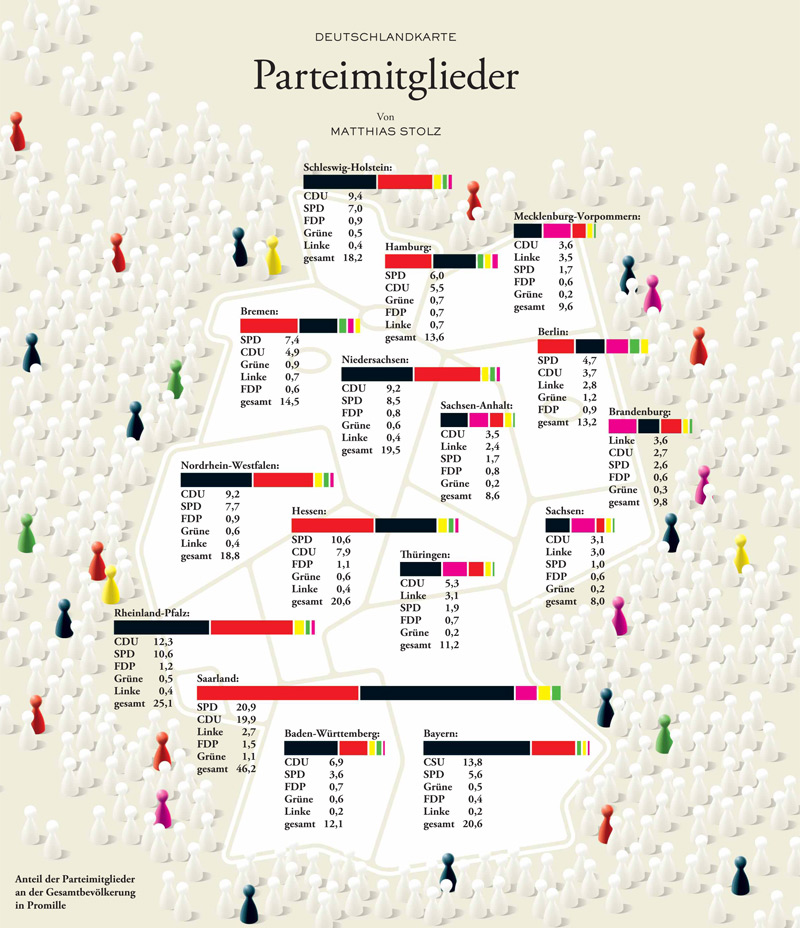 DEUTSCHLANDKARTE
Parteimitglieder
Von
MATTHIAS STOLZ
Schleswig-Holstein:
CDU 9,4
SPD 7,0
FDP 0,9
Grüne 0,5
Linke 0,4
gesamt 18,2
Mecklenburg-Vorpommern:
CDU 3,6
Linke 3,5
SPD 1,7
FDP 0,6
Grüne 0,2
gesamt 9,6
Hamburg:
SPD 6,0
CDU 5,5
Grüne 0,7
FDP 0,7
Linke 0,7
gesamt 13,6
Bremen:
SPD 7,4
CDU 4,9
Grüne 0,9
Linke 0,7
FDP 0,6
gesamt 14,5
Berlin:
SPD 4,7
CDU 3,7
Linke 2,8
Grüne 1,2
FDP 0,9
gesamt 13,2
Niedersachsen:
CDU 9,2
SPD 8,5
FDP 0,8
Grüne 0,6
Linke 0,4
gesamt 19,5
Sachsen-Anhalt:
CDU 3,5
Linke 2,4
SPD 1,7
FDP 0,8
Grüne 0,2
gesamt 8,6
Brandenburg:
Linke 3,6
CDU 2,7
SPD 2,6
FDP 0,6
Grüne 0,3
gesamt 9,8
Nordrhein-Westfalen:
CDU 9,2
SPD 7,7
FDP 0,9
Grüne 0,6
Linke 0,4
gesamt 18,8
Hessen:
SPD 10,6
CDU 7,9
FDP 1,1
Grüne 0,6
Linke 0,4
gesamt 20,6
Sachsen:
CDU 3,1
Linke 3,0
SPD 1,0
FDP 0,6
Grüne 0,2
gesamt 8,0
Thüringen:
CDU 5,3
Linke 3,1
SPD 1,9
FDP 0,7
Grüne 0,2
gesamt 11,2
Rheinland-Pfalz:
CDU 12,3
SPD 10,6
FDP 1,2
Grüne 0,5
Linke 0,4
gesamt 25,1
Saarland:
SPD 20,9
CDU 19,9
Linke 2,7
FDP 1,5
Grüne 1,1
gesamt 46,2
Baden-Württemberg:
CDU 6,9
SPD 3,6
FDP 0,7
Grüne 0,6
Linke 0,2
gesamt 12,1
Bayern:
CSU 13,8
SPD 5,6
Grüne 0,5
FDP 0,4
Linke 0,2
gesamt 20,6
Anteil der Parteimitglieder
an der Gesamtbevölkerung
in Promille